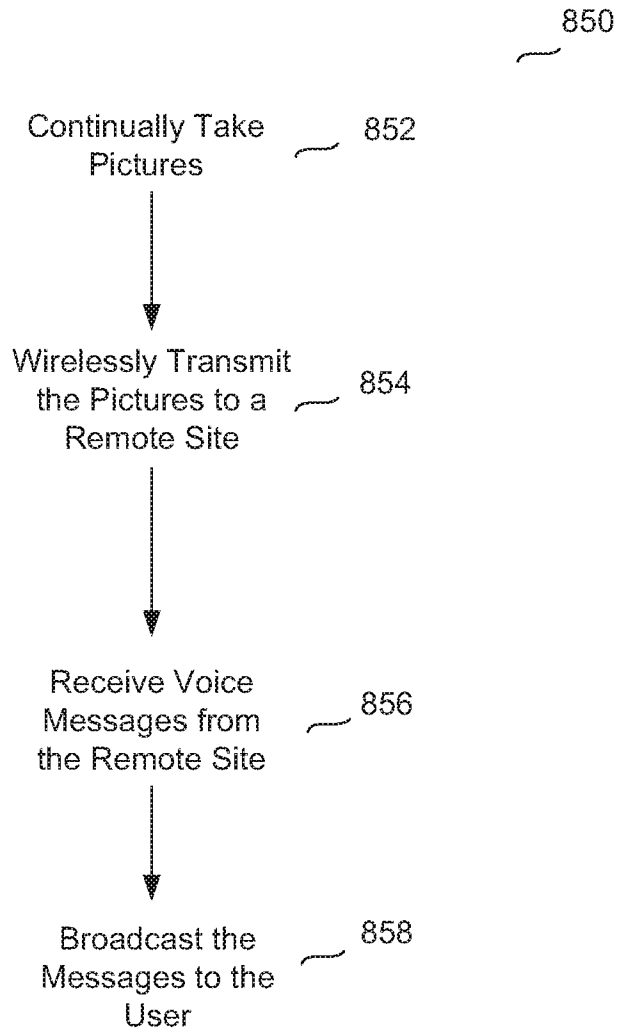 850
Continually Take
Pictures
852
Wirelessly Transmit
the Pictures to a
Remote Site
854
Receive Voice
Messages from
the Remote Site
856
Broadcast the
Messages to the
User
858